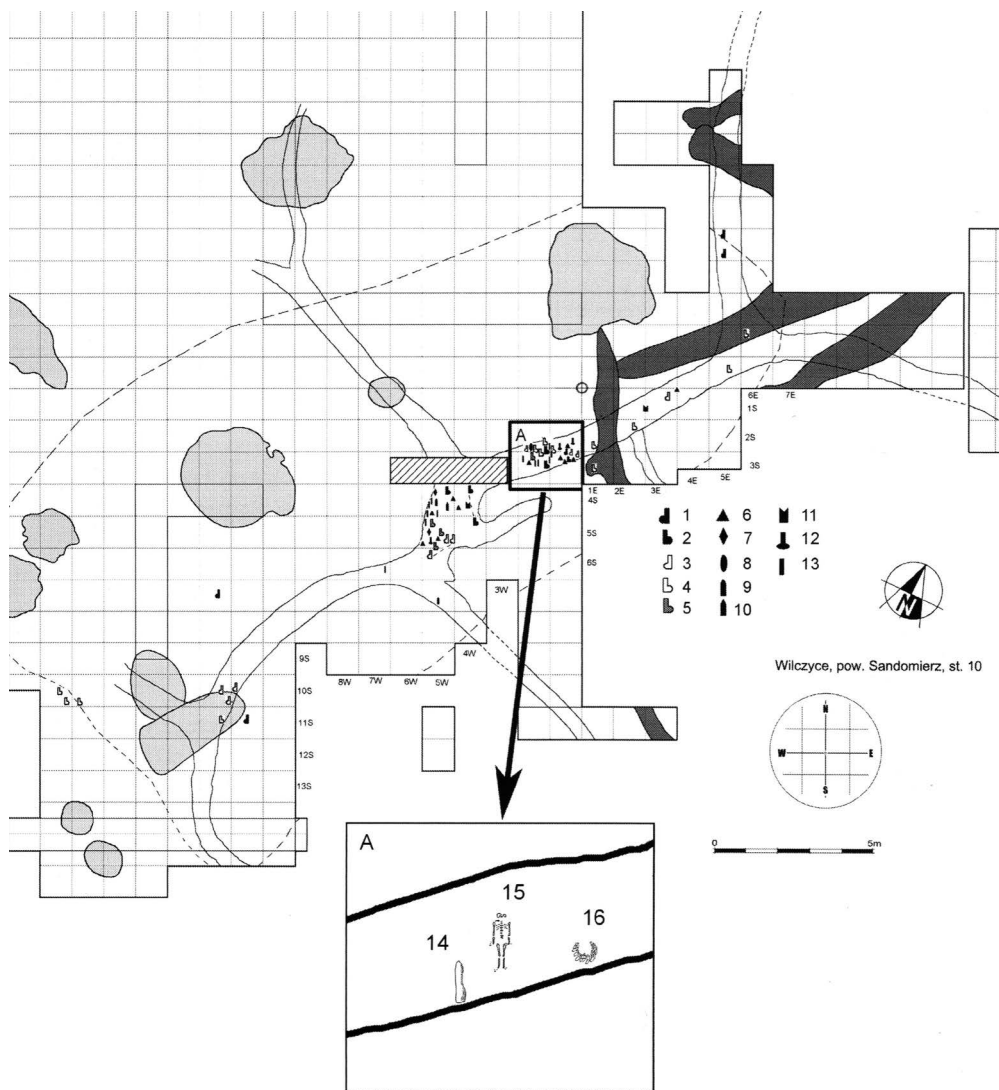 A
6E 7E
1S
2S
3S
1E 2E 3E 4E 5E
4S
5S
6S
3W
4W
8W 7W 6W 5W
9S
10S
11S
12S
13S
1 6 11
2 7 12
3 8 13
4 9
5 10
N
Wilczyce, pow. Sandomierz, st. 10
N
W E
S
0 5m
A
15
14 16